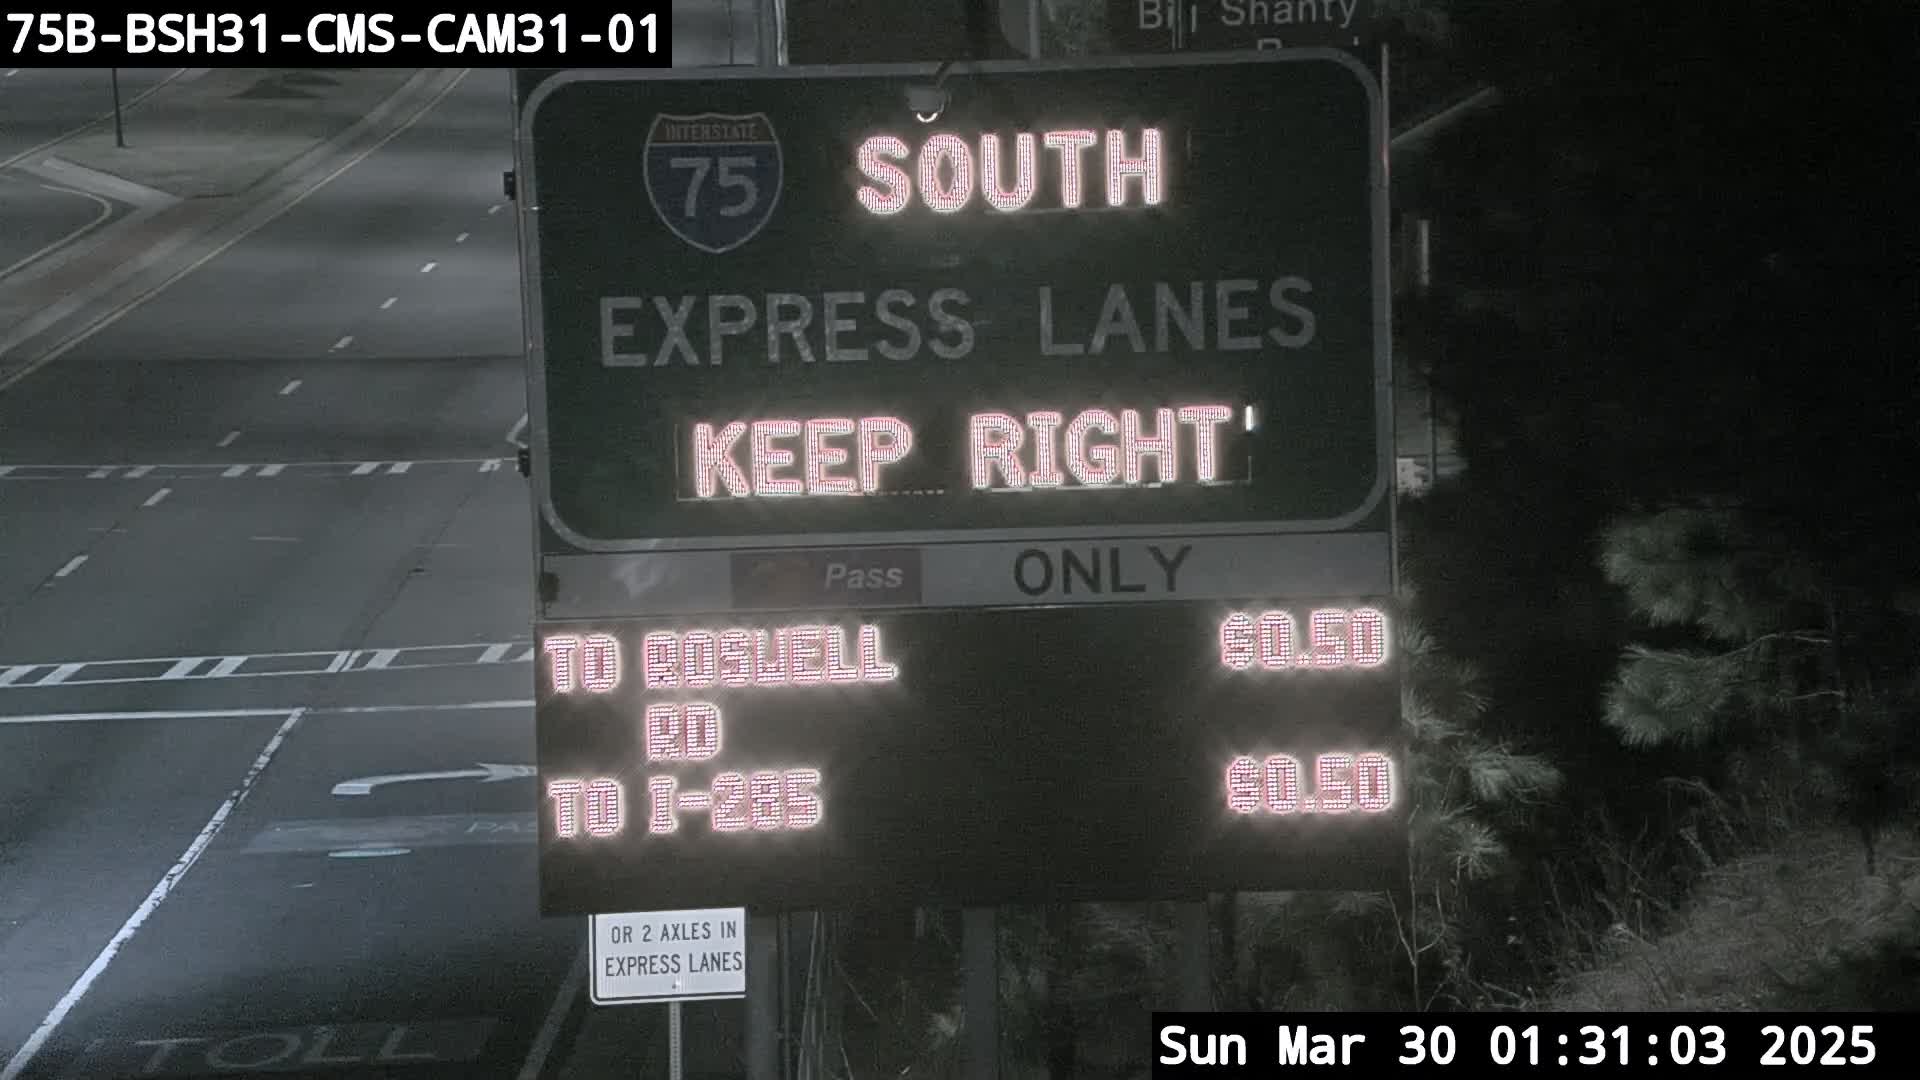 75B-BSH31-CMS-CAM31-01
Bill Shanty
INTERSTATE
75
SOUTH
EXPRESS LANES
KEEP RIGHT
Pass ONLY
TO ROSWELL $0.50
RD
TO I-285 $0.50
OR 2 AXLES IN
EXPRESS LANES
TOLL
Sun Mar 30 01:31:03 2025